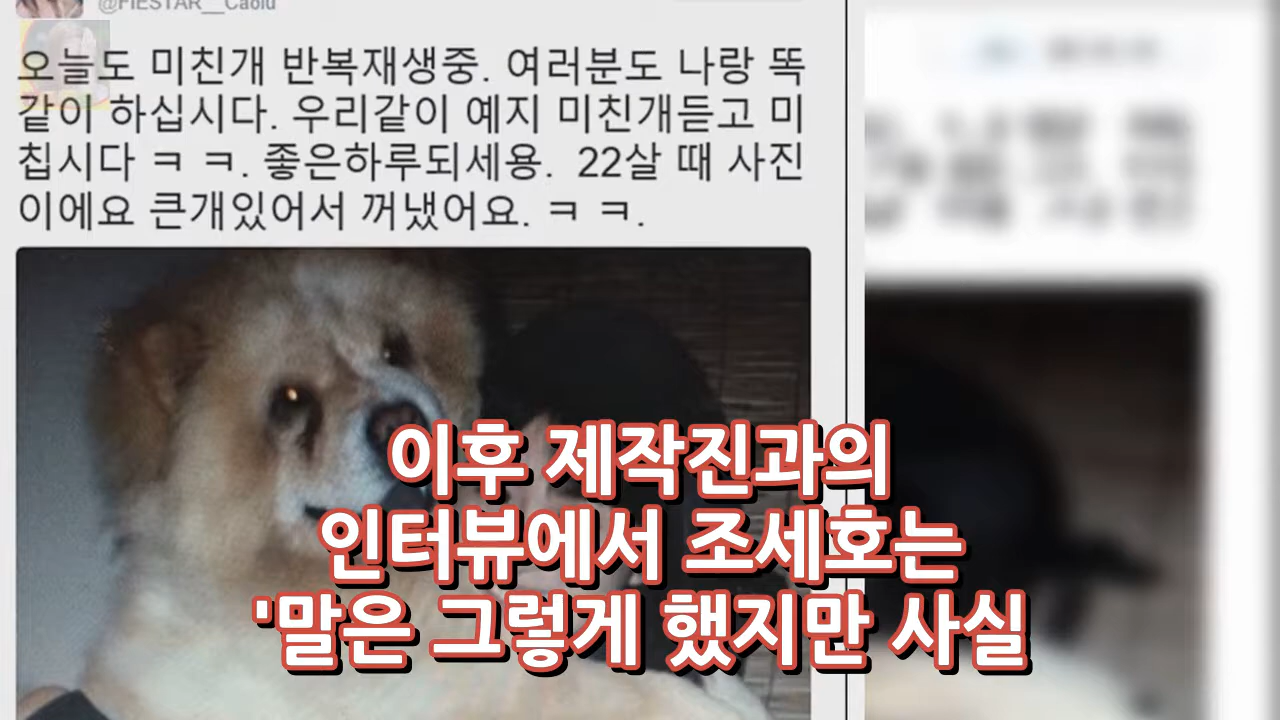 @FIESTAR__Caolu
오늘도 미친개 반복재생중. 여러분도 나랑 똑
같이 하십시다. 우리같이 예지 미친개듣고 미
칩시다 ㅋ ㅋ. 좋은하루되세용. 22살 때 사진
이에요 큰개있어서 꺼냈어요. ㅋ ㅋ.
이후 제작진과의
인터뷰에서 조세호는
'말은 그렇게 했지만 사실